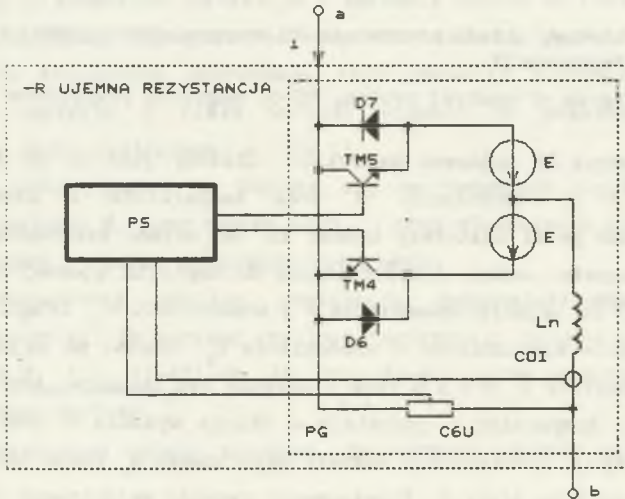 a
i
-R UJEMNA REZYSTANCJA
D7
TM5
E
PS
E
TM4
Ln
D6
COI
PG
C6U
b